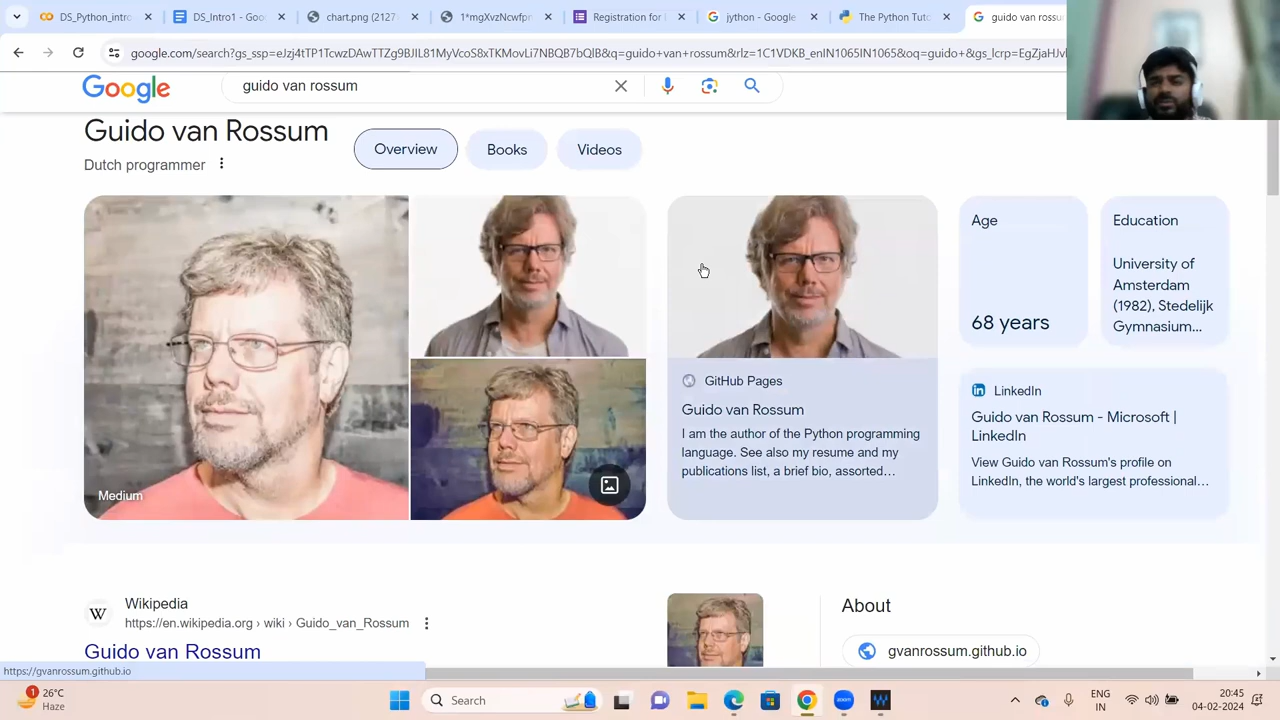 DS_Python_intro
DS_Intro1 - Goo
chart.png (2127
1*mgXvzNcwfpr
Registration for
jython - Google
The Python Tut
guido van rossu
google.com/search?gs_ssp=eJzj4tTP1TcwzDAwTTZg9BJIL81MyVcoS8xTKMovLi7NBQB7bQlB&q=guido+van+rossum&rlz=1C1VDKB_enIN1065IN1065&oq=guido+&gs_lcrp=EgZjaHJv
Google
guido van rossum
Guido van Rossum
Dutch programmer
Overview
Books
Videos
Medium
GitHub Pages
Guido van Rossum
I am the author of the Python programming
language. See also my resume and my
publications list, a brief bio, assorted…
Age
68 years
Education
University of
Amsterdam
(1982), Stedelijk
Gymnasium...
LinkedIn
Guido van Rossum - Microsoft |
LinkedIn
View Guido van Rossum's profile on
LinkedIn, the world's largest professional…
W
Wikipedia
https://en.wikipedia.org › wiki › Guido_van_Rossum
Guido van Rossum
About
gvanrossum.github.io
https://gvanrossum.github.io
1
26°C
Haze
Search
ENG
IN
20:45
04-02-2024